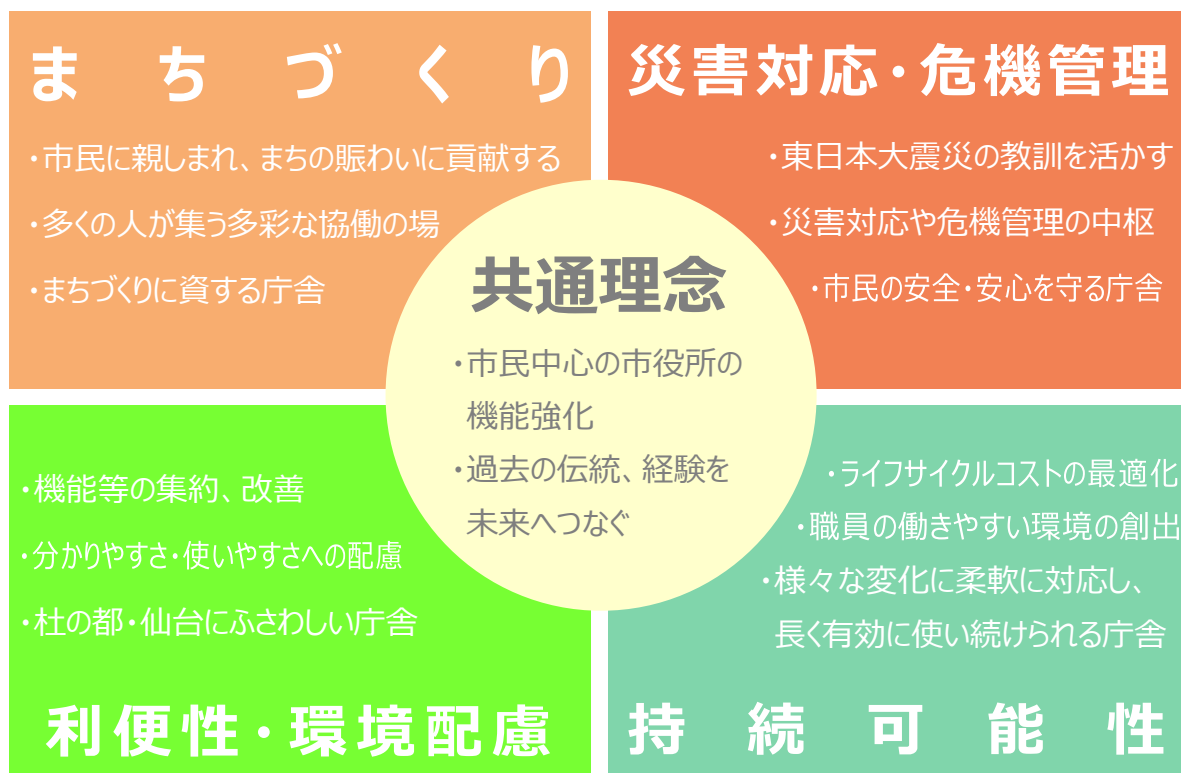 まちづくり
・市民に親しまれ、まちの賑わいに貢献する
・多くの人が集う多彩な協働の場
・まちづくりに資する庁舎
災害対応・危機管理
・東日本大震災の教訓を活かす
・災害対応や危機管理の中枢
・市民の安全・安心を守る庁舎
共通理念
・市民中心の市役所の
機能強化
・過去の伝統、経験を
未来へつなぐ
・機能等の集約、改善
・分かりやすさ・使いやすさへの配慮
・杜の都・仙台にふさわしい庁舎
利便性・環境配慮
・ライフサイクルコストの最適化
・職員の働きやすい環境の創出
・様々な変化に柔軟に対応し、
長く有効に使い続けられる庁舎
持続可能性